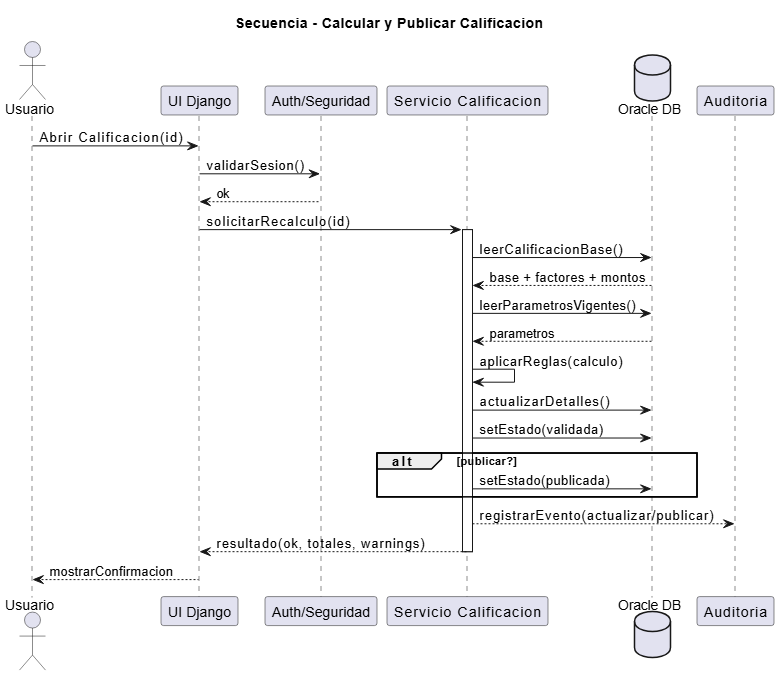 Secuencia - Calcular y Publicar Calificacion
Usuario
UI Django
Auth/Seguridad
Servicio Calificacion
Oracle DB
Auditoria
Abrir Calificacion(id)
validarSesion()
ok
solicitarRecalculo(id)
leerCalificacionBase()
base + factores + montos
leerParametrosVigentes()
parametros
aplicarReglas(calculo)
actualizarDetalles()
setEstado(validada)
alt
[publicar?]
setEstado(publicada)
registrarEvento(actualizar/publicar)
resultado(ok, totales, warnings)
mostrarConfirmacion
Usuario
UI Django
Auth/Seguridad
Servicio Calificacion
Oracle DB
Auditoria